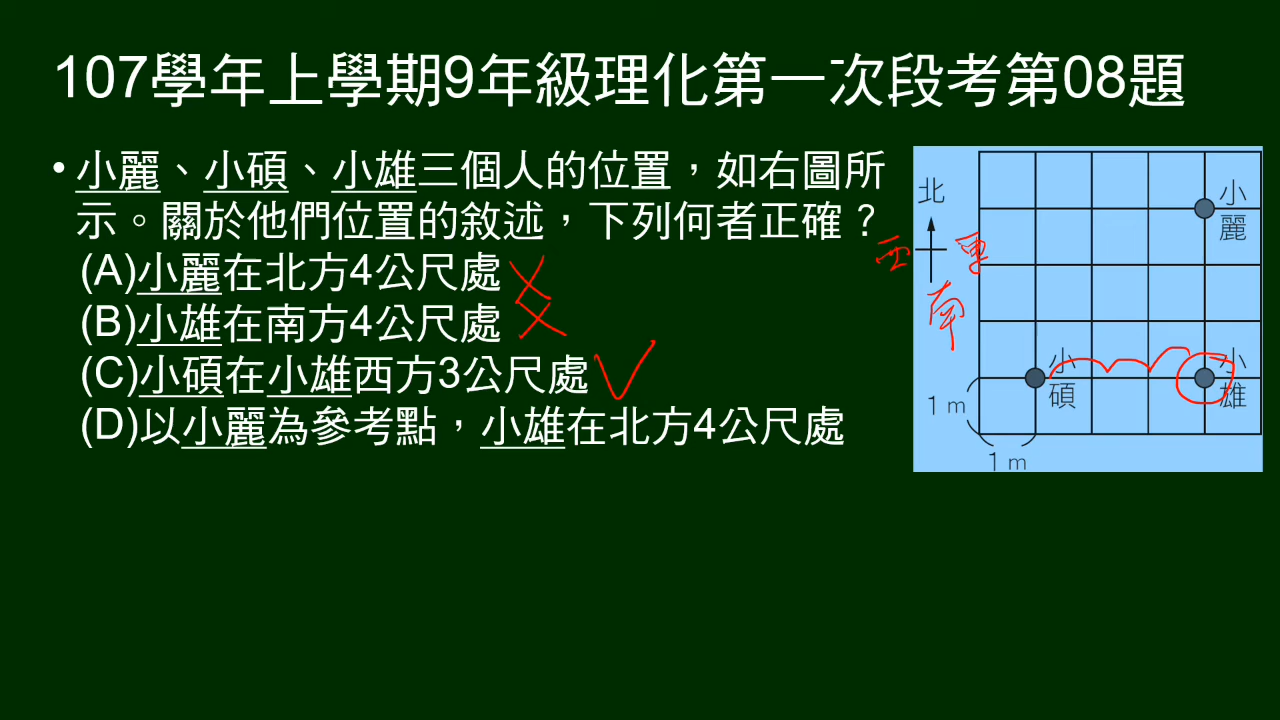 107學年上學期9年級理化第一次段考第08題
• 小麗、小碩、小雄三個人的位置，如右圖所
示。關於他們位置的敘述，下列何者正確？
(A)小麗在北方4公尺處
(B)小雄在南方4公尺處
(C)小碩在小雄西方3公尺處
(D)以小麗為參考點，小雄在北方4公尺處
北
西 東
南
小
麗
小
碩
小
雄
1 m
1 m